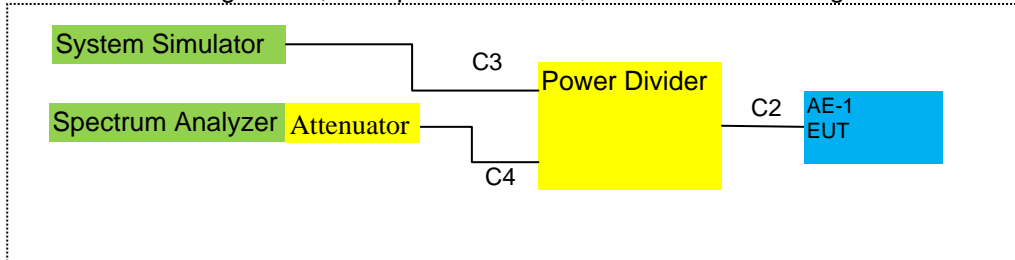 System Simulator
C3
Power Divider
Spectrum Analyzer Attenuator
C4
C2
AE-1
EUT